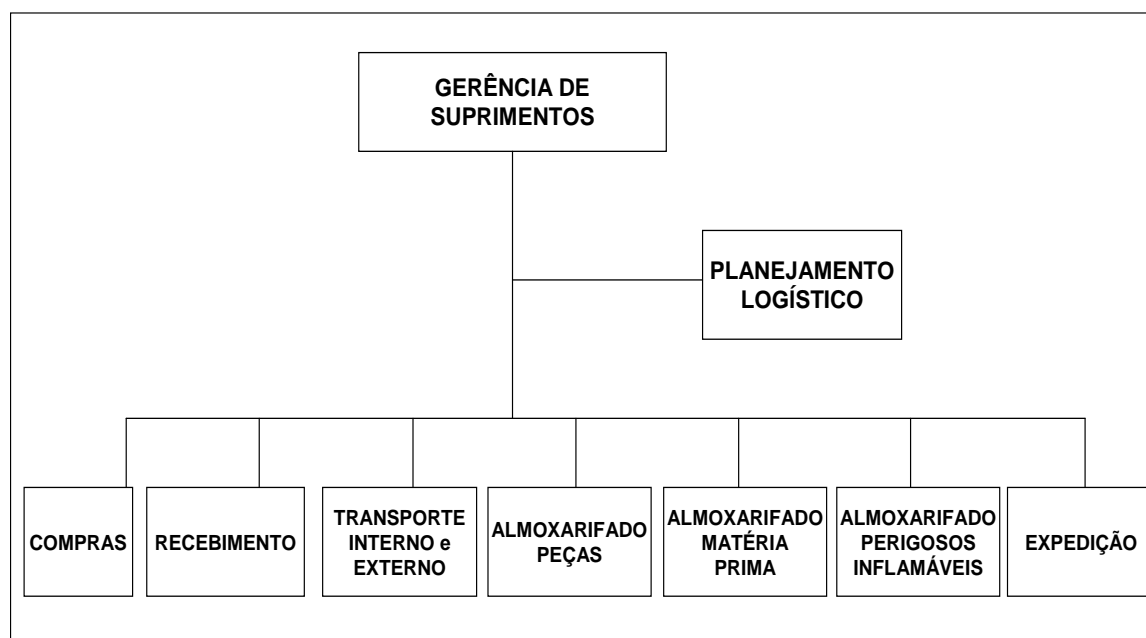 GERÊNCIA DE
SUPRIMENTOS
PLANEJAMENTO
LOGÍSTICO
COMPRAS
RECEBIMENTO
TRANSPORTE
INTERNO e
EXTERNO
ALMOXARIFADO
PEÇAS
ALMOXARIFADO
MATÉRIA
PRIMA
ALMOXARIFADO
PERIGOSOS
INFLAMÁVEIS
EXPEDIÇÃO